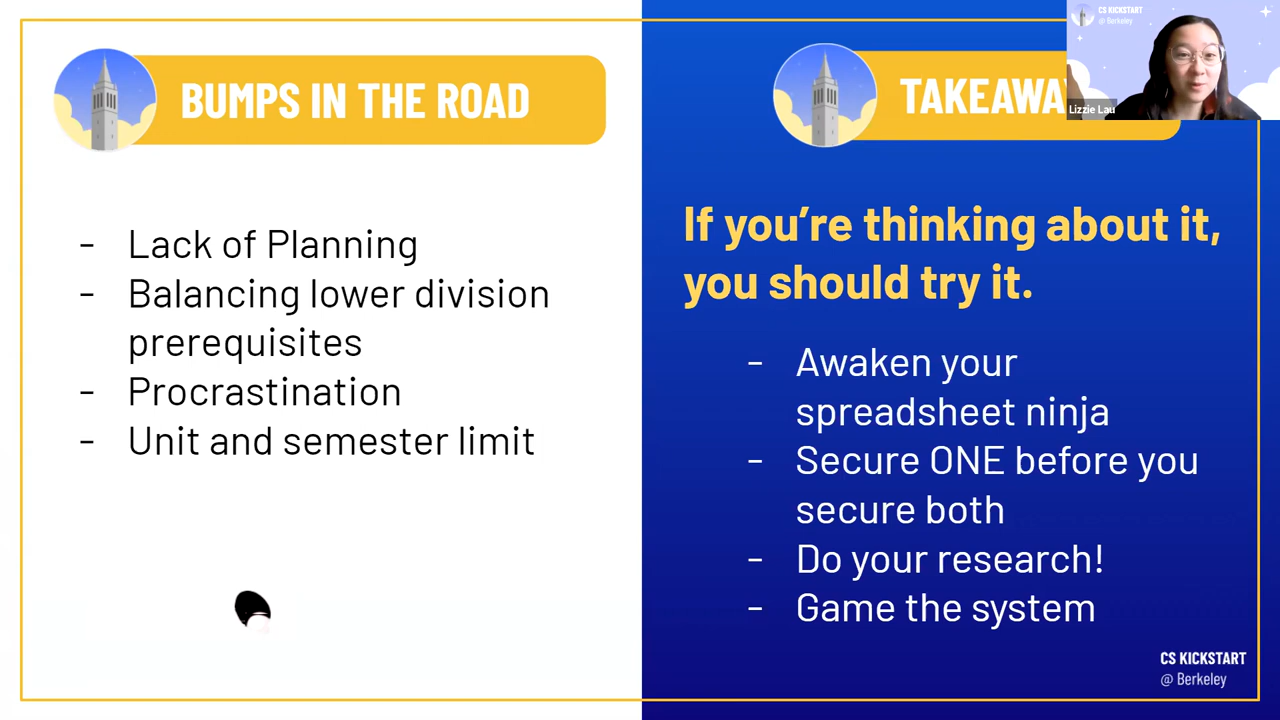 BUMPS IN THE ROAD
- Lack of Planning
- Balancing lower division
prerequisites
- Procrastination
- Unit and semester limit
If you’re thinking about it,
you should try it.
- Awaken your
spreadsheet ninja
- Secure ONE before you
secure both
- Do your research!
- Game the system
CS KICKSTART
@ Berkeley
CS KICKSTART
@ Berkeley
Lizzie Lau